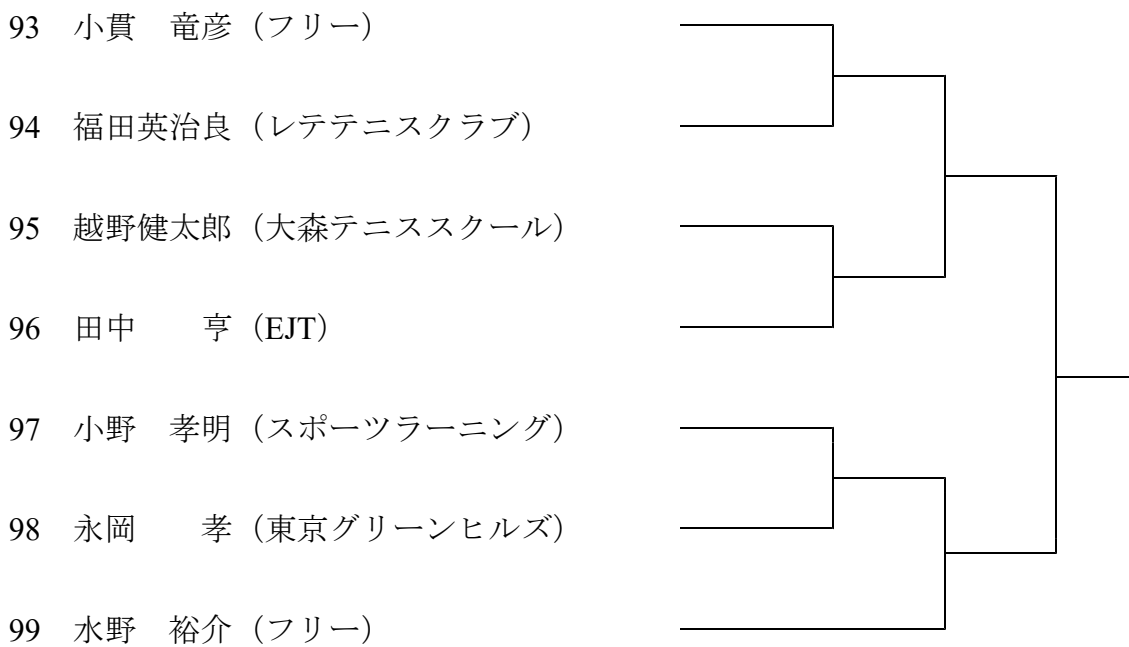 93 小貫 竜彦（フリー）
94 福田英治良（レテテニスクラブ）
95 越野健太郎（大森テニススクール）
96 田中 亨（EJT）
97 小野 孝明（スポーツラーニング）
98 永岡 孝（東京グリーンヒルズ）
99 水野 裕介（フリー）